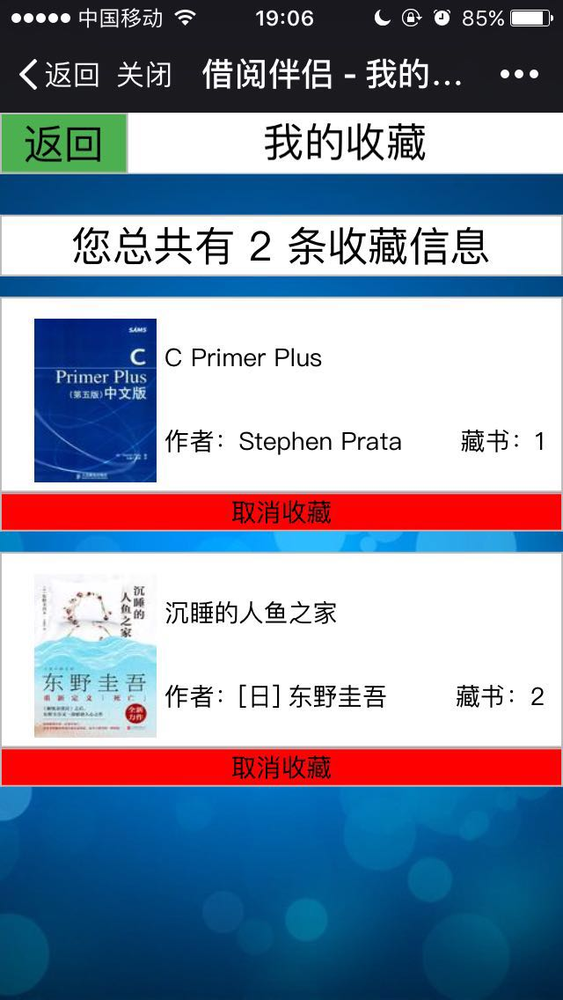 中国移动 19:06 85%
返回 关闭 借阅伴侣 - 我的...
返回 我的收藏
您总共有 2 条收藏信息
SAMS
C
Primer Plus
(第五版)中文版
C Primer Plus
作者：Stephen Prata 藏书：1
取消收藏
沉睡的
人鱼之家
东野圭吾
重新定义「死亡」
全新
力作
沉睡的人鱼之家
作者：[日] 东野圭吾 藏书：2
取消收藏